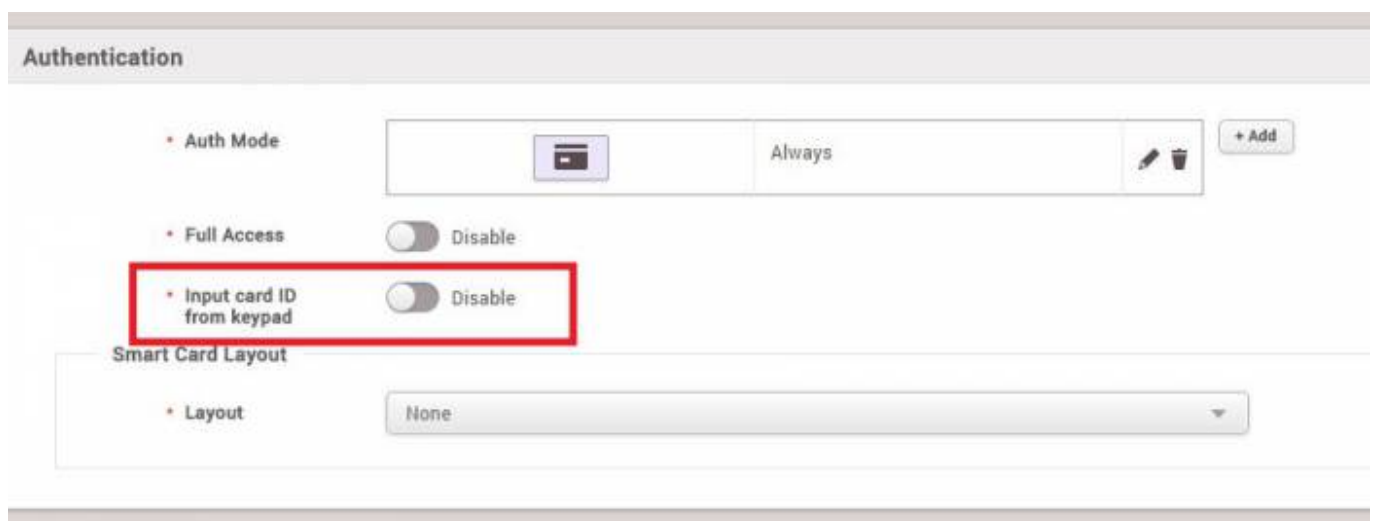 Authentication
• Auth Mode
Always
+ Add
• Full Access
Disable
• Input card ID
from keypad
Disable
Smart Card Layout
• Layout
None